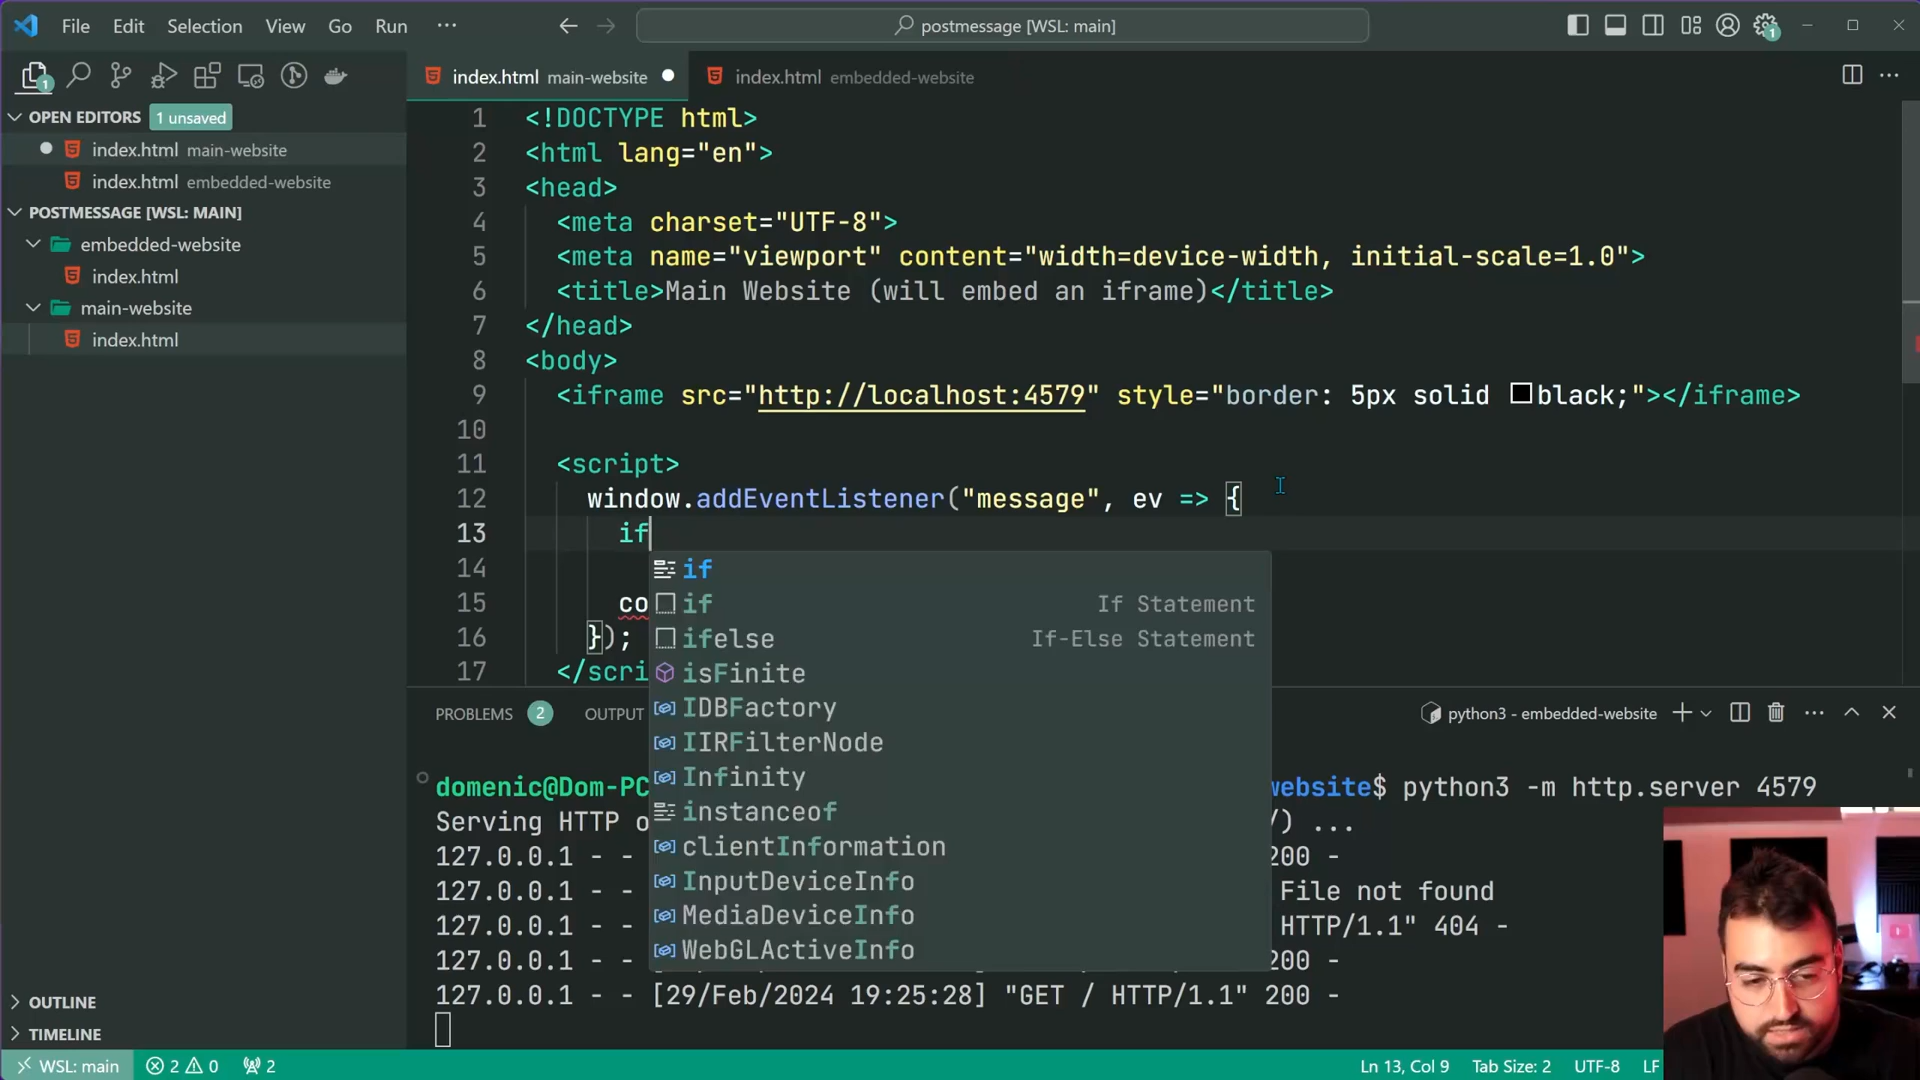 File Edit Selection View Go Run ···
postmessage [WSL: main]
1
1
index.html main-website
index.html embedded-website
OPEN EDITORS 1 unsaved
index.html main-website
index.html embedded-website
POSTMESSAGE [WSL: MAIN]
embedded-website
index.html
main-website
index.html
1 <!DOCTYPE html>
2 <html lang="en">
3 <head>
4 <meta charset="UTF-8">
5 <meta name="viewport" content="width=device-width, initial-scale=1.0">
6 <title>Main Website (will embed an iframe)</title>
7 </head>
8 <body>
9 <iframe src="http://localhost:4579" style="border: 5px solid black;"></iframe>
10
11 <script>
12 window.addEventListener("message", ev => {
13 if
14
15 co
16 });
17 </scri
if
if If Statement
ifelse If-Else Statement
isFinite
IDBFactory
IIRFilterNode
Infinity
instanceof
clientInformation
InputDeviceInfo
MediaDeviceInfo
WebGLActiveInfo
PROBLEMS 2 OUTPUT
python3 - embedded-website
domenic@Dom-PC website$ python3 -m http.server 4579
Serving HTTP o /) ...
127.0.0.1 - - 200 -
127.0.0.1 - - File not found
127.0.0.1 - - HTTP/1.1" 404 -
127.0.0.1 - - 200 -
127.0.0.1 - - [29/Feb/2024 19:25:28] "GET / HTTP/1.1" 200 -
OUTLINE
TIMELINE
WSL: main 2 0 2
Ln 13, Col 9 Tab Size: 2 UTF-8 LF